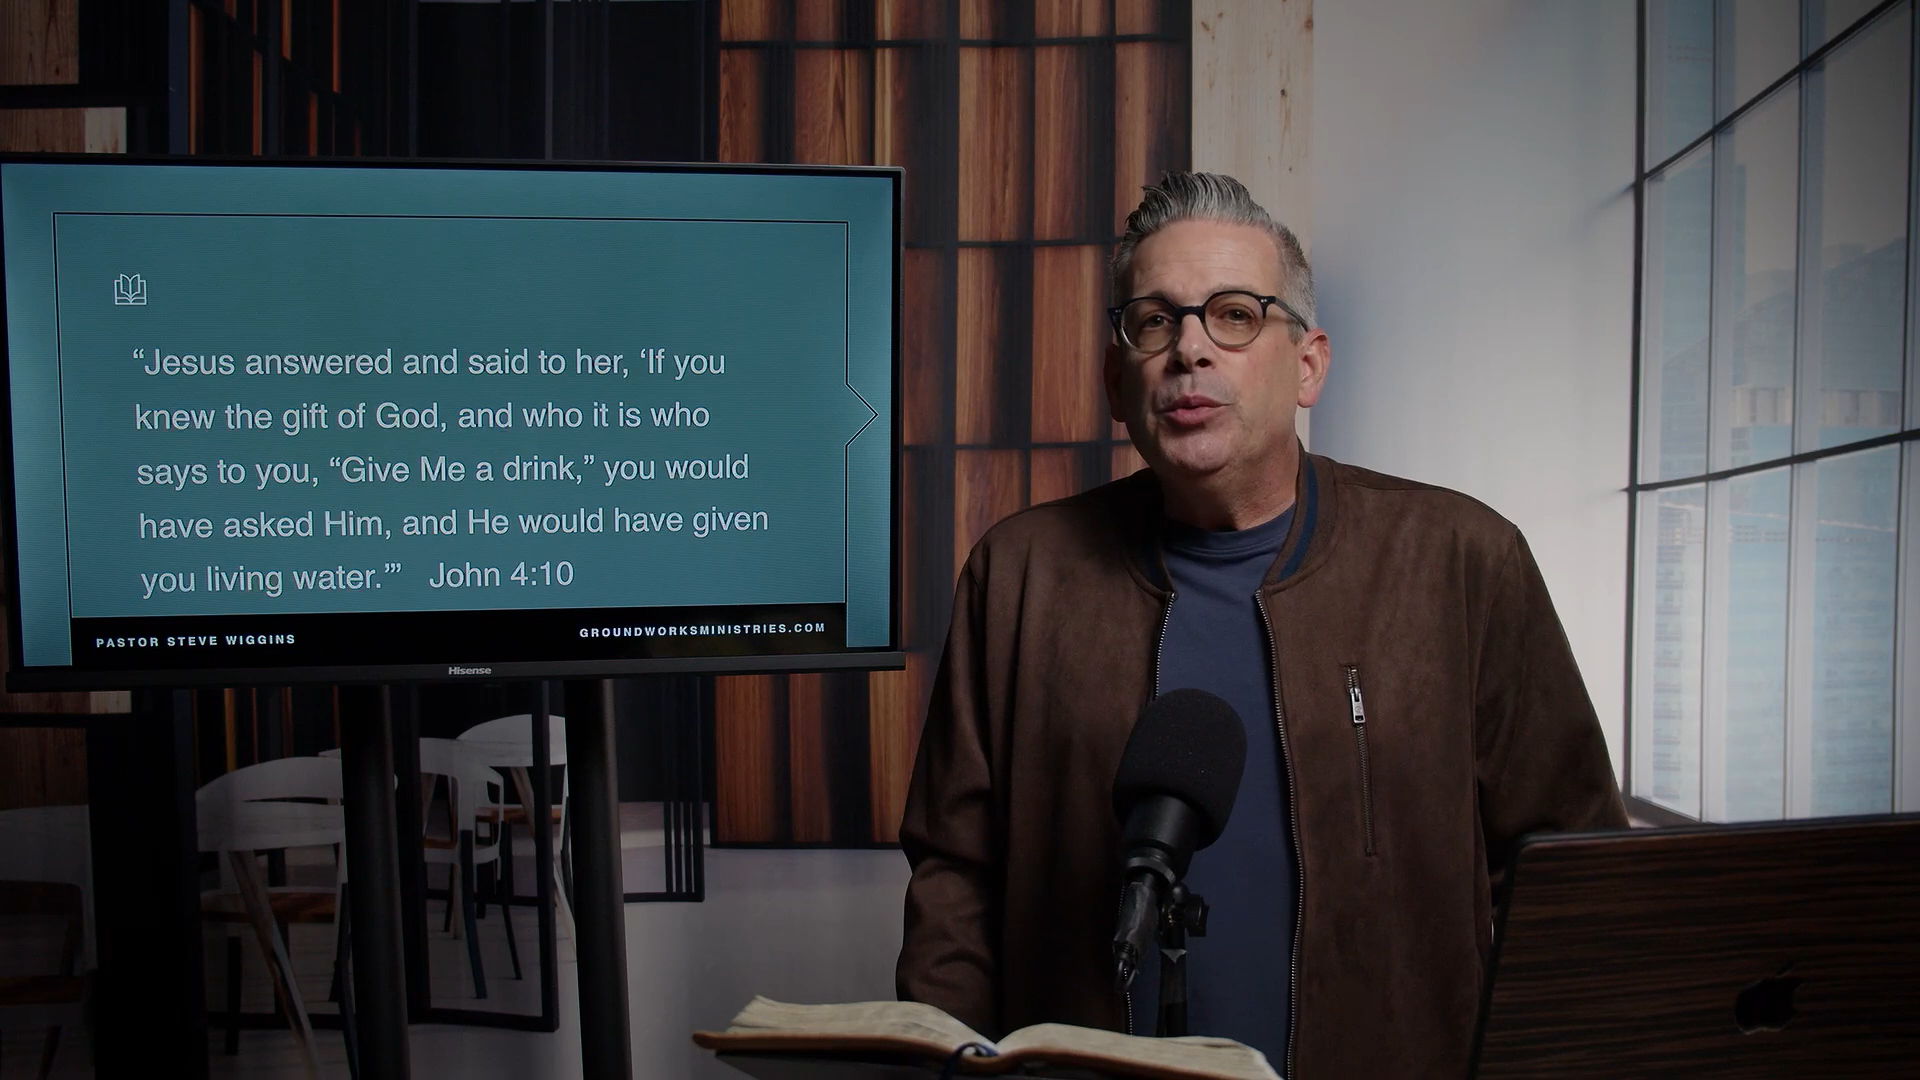 “Jesus answered and said to her, ‘If you
knew the gift of God, and who it is who
says to you, “Give Me a drink,” you would
have asked Him, and He would have given
you living water.’” John 4:10
PASTOR STEVE WIGGINS
GROUNDWORKSMINISTRIES.COM
Hisense